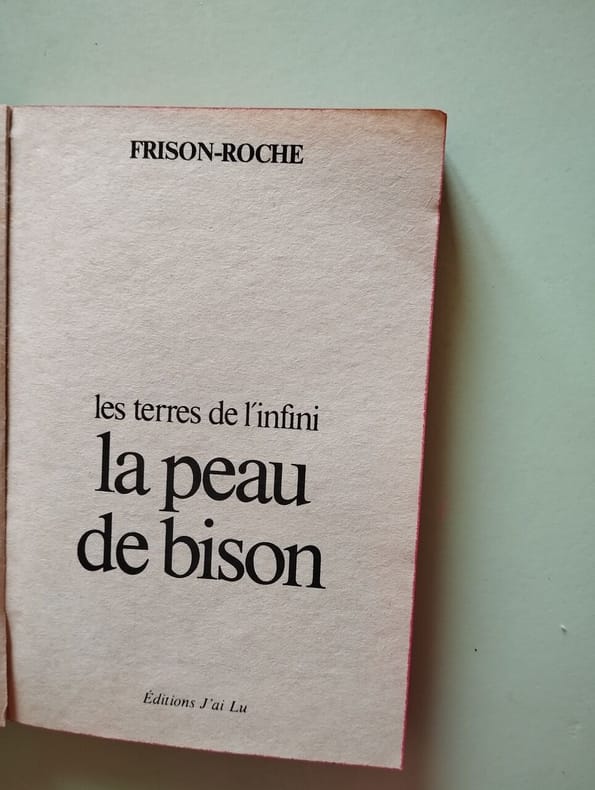 FRISON-ROCHE
les terres de l'infini
la peau
de bison
Éditions J'ai Lu